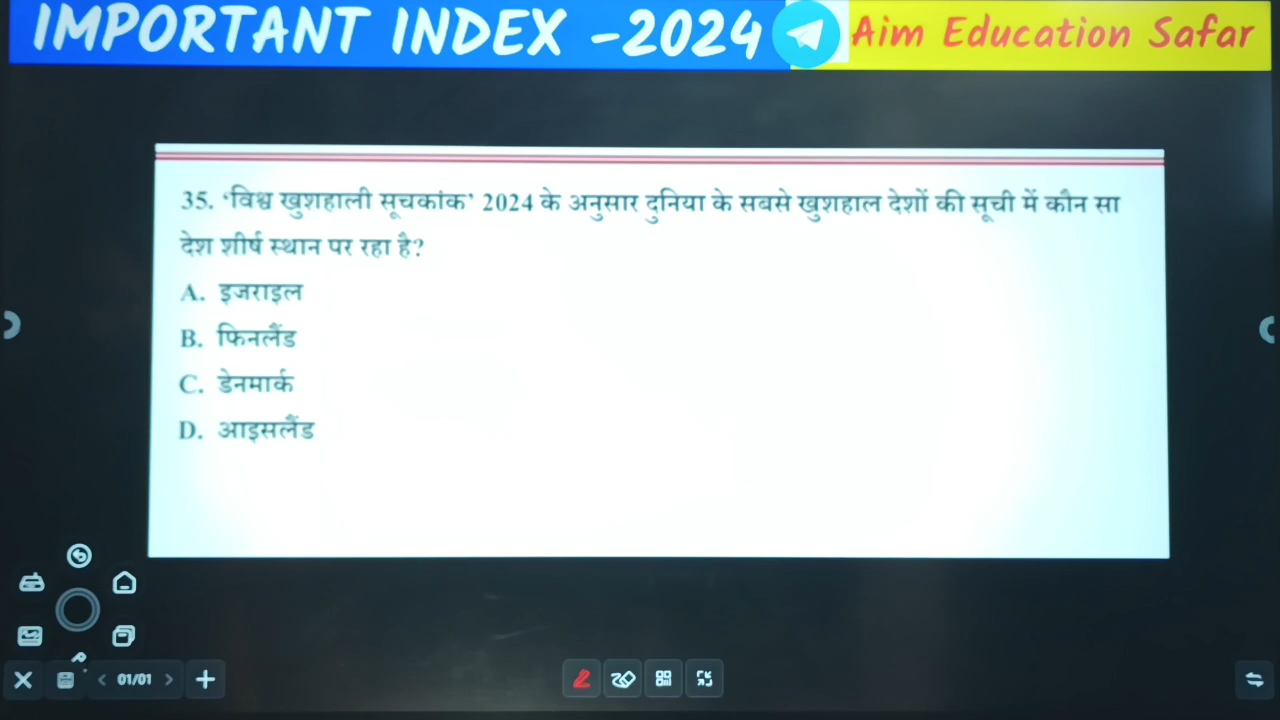 IMPORTANT INDEX -2024 Aim Education Safar
35. ‘विश्व खुशहाली सूचकांक’ 2024 के अनुसार दुनिया के सबसे खुशहाल देशों की सूची में कौन सा
देश शीर्ष स्थान पर रहा है?
A. इजराइल
B. फिनलैंड
C. डेनमार्क
D. आइसलैंड
01/01